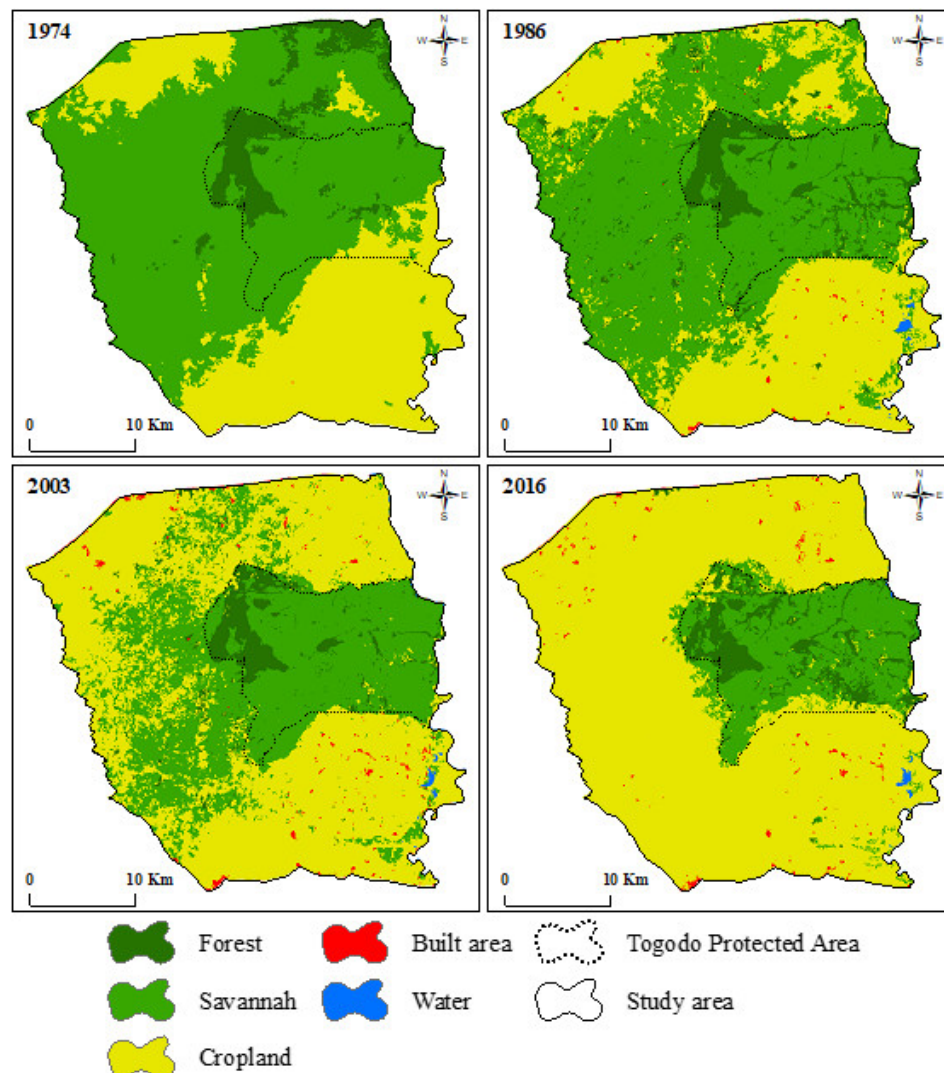 1974
N
W E
S
0 10 Km
1986
N
W E
S
0 10 Km
2003
N
W E
S
0 10 Km
2016
N
W E
S
0 10 Km
Forest Built area Togodo Protected Area
Savannah Water Study area
Cropland